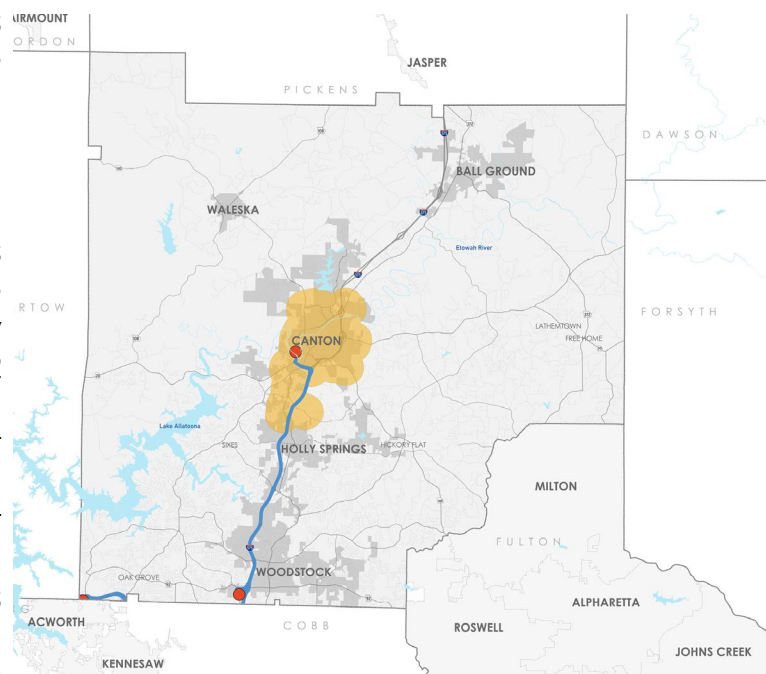 AIRMOUNT
ORDON
JASPER
PICKENS
DAWSON
BALL GROUND
WALESKA
Etowah River
RTOW
FORSYTH
LATHEMTOWN
FREE HOME
CANTON
Lake Allatoona
SIXES
HOLLY SPRINGS
HICKORY FLAT
MILTON
FULTON
WOODSTOCK
OAK GROVE
ALPHARETTA
G
ACWORTH
COBB
ROSWELL
JOHNS CREEK
KENNESAW